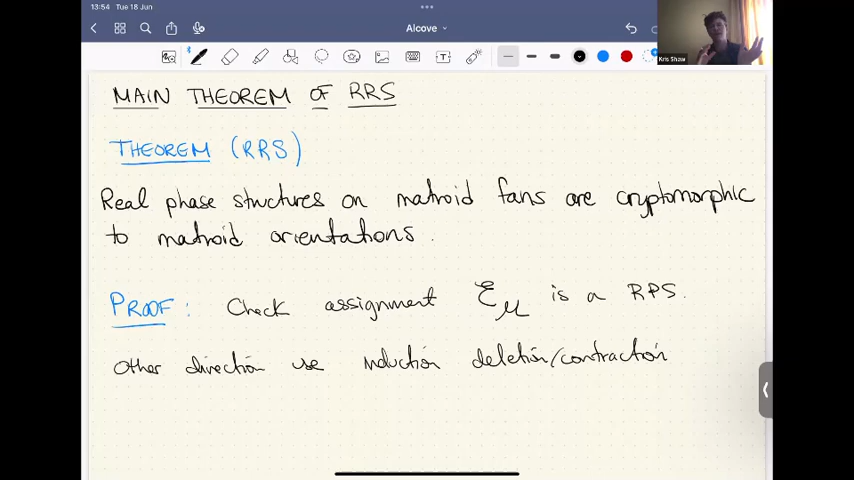 13:54 Tue 18 Jun
Alcove
Kris Shaw
MAIN THEOREM OF RRS
THEOREM (RRS)
Real phase structures on matroid fans are cryptomorphic
to matroid orientations.
PROOF: Check assignment ℰ_μ is a RPS.
Other direction use induction deletion/contraction